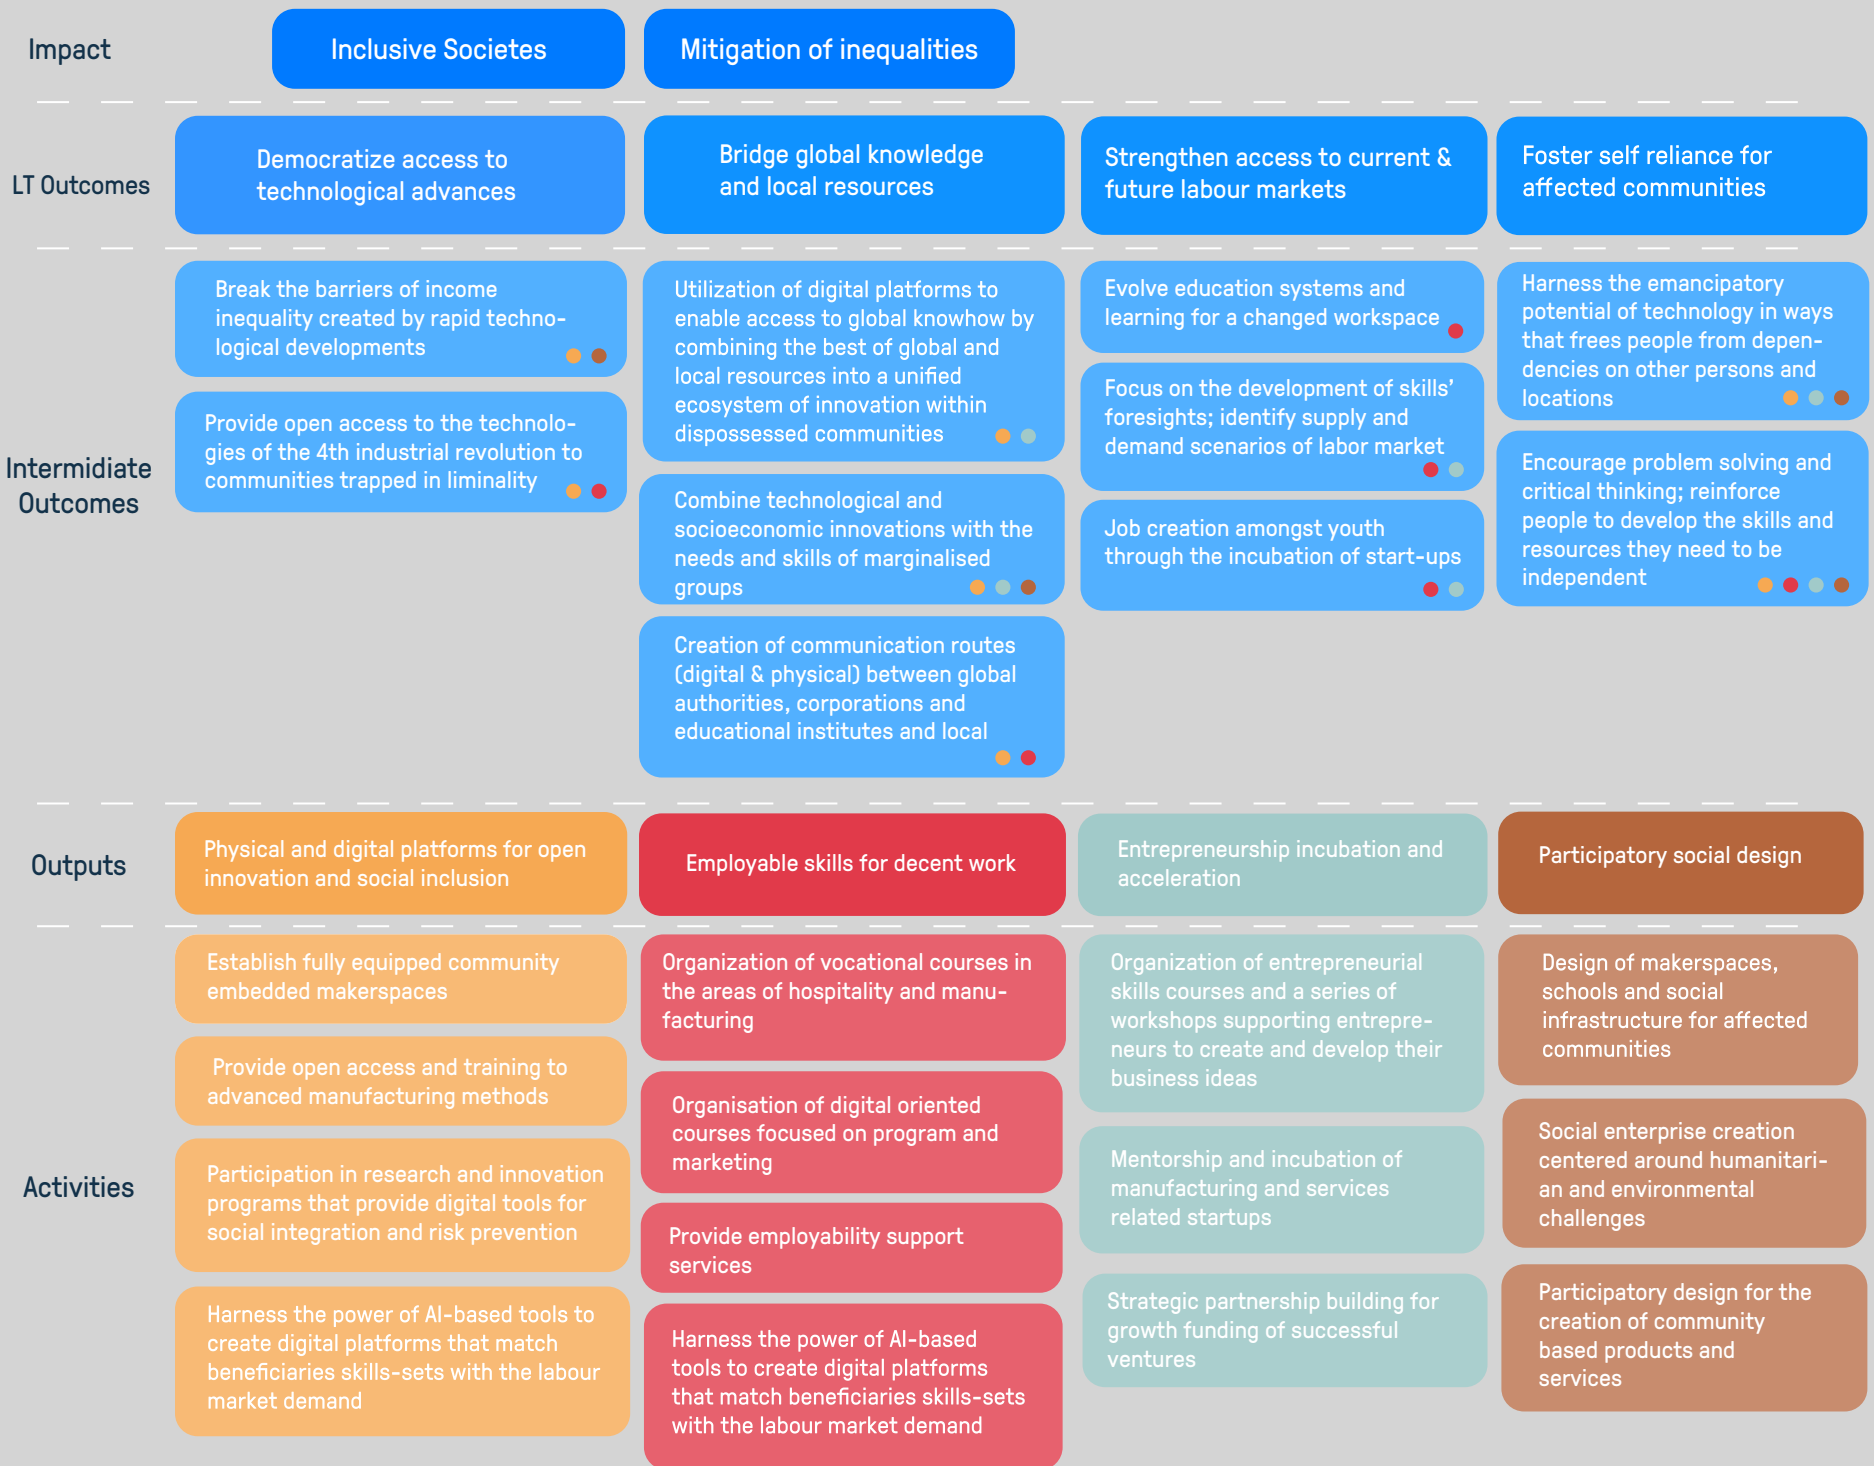 Impact
Inclusive Societes
Mitigation of inequalities
LT Outcomes
Democratize access to
technological advances
Bridge global knowledge
and local resources
Strengthen access to current &
future labour markets
Foster self reliance for
affected communities
Intermidiate
Outcomes
Break the barriers of income
inequality created by rapid techno-
logical developments
Provide open access to the technolo-
gies of the 4th industrial revolution to
communities trapped in liminality
Utilization of digital platforms to
enable access to global knowhow by
combining the best of global and
local resources into a unified
ecosystem of innovation within
dispossessed communities
Combine technological and
socioeconomic innovations with the
needs and skills of marginalised
groups
Creation of communication routes
(digital & physical) between global
authorities, corporations and
educational institutes and local
Evolve education systems and
learning for a changed workspace
Focus on the development of skills’
foresights; identify supply and
demand scenarios of labor market
Job creation amongst youth
through the incubation of start-ups
Harness the emancipatory
potential of technology in ways
that frees people from depen-
dencies on other persons and
locations
Encourage problem solving and
critical thinking; reinforce
people to develop the skills and
resources they need to be
independent
Outputs
Physical and digital platforms for open
innovation and social inclusion
Employable skills for decent work
Entrepreneurship incubation and
acceleration
Participatory social design
Activities
Establish fully equipped community
embedded makerspaces
Provide open access and training to
advanced manufacturing methods
Participation in research and innovation
programs that provide digital tools for
social integration and risk prevention
Harness the power of AI-based tools to
create digital platforms that match
beneficiaries skills-sets with the labour
market demand
Organization of vocational courses in
the areas of hospitality and manu-
facturing
Organisation of digital oriented
courses focused on program and
marketing
Provide employability support
services
Harness the power of AI-based
tools to create digital platforms
that match beneficiaries skills-sets
with the labour market demand
Organization of entrepreneurial
skills courses and a series of
workshops supporting entrepre-
neurs to create and develop their
business ideas
Mentorship and incubation of
manufacturing and services
related startups
Strategic partnership building for
growth funding of successful
ventures
Design of makerspaces,
schools and social
infrastructure for affected
communities
Social enterprise creation
centered around humanitari-
an and environmental
challenges
Participatory design for the
creation of community
based products and
services